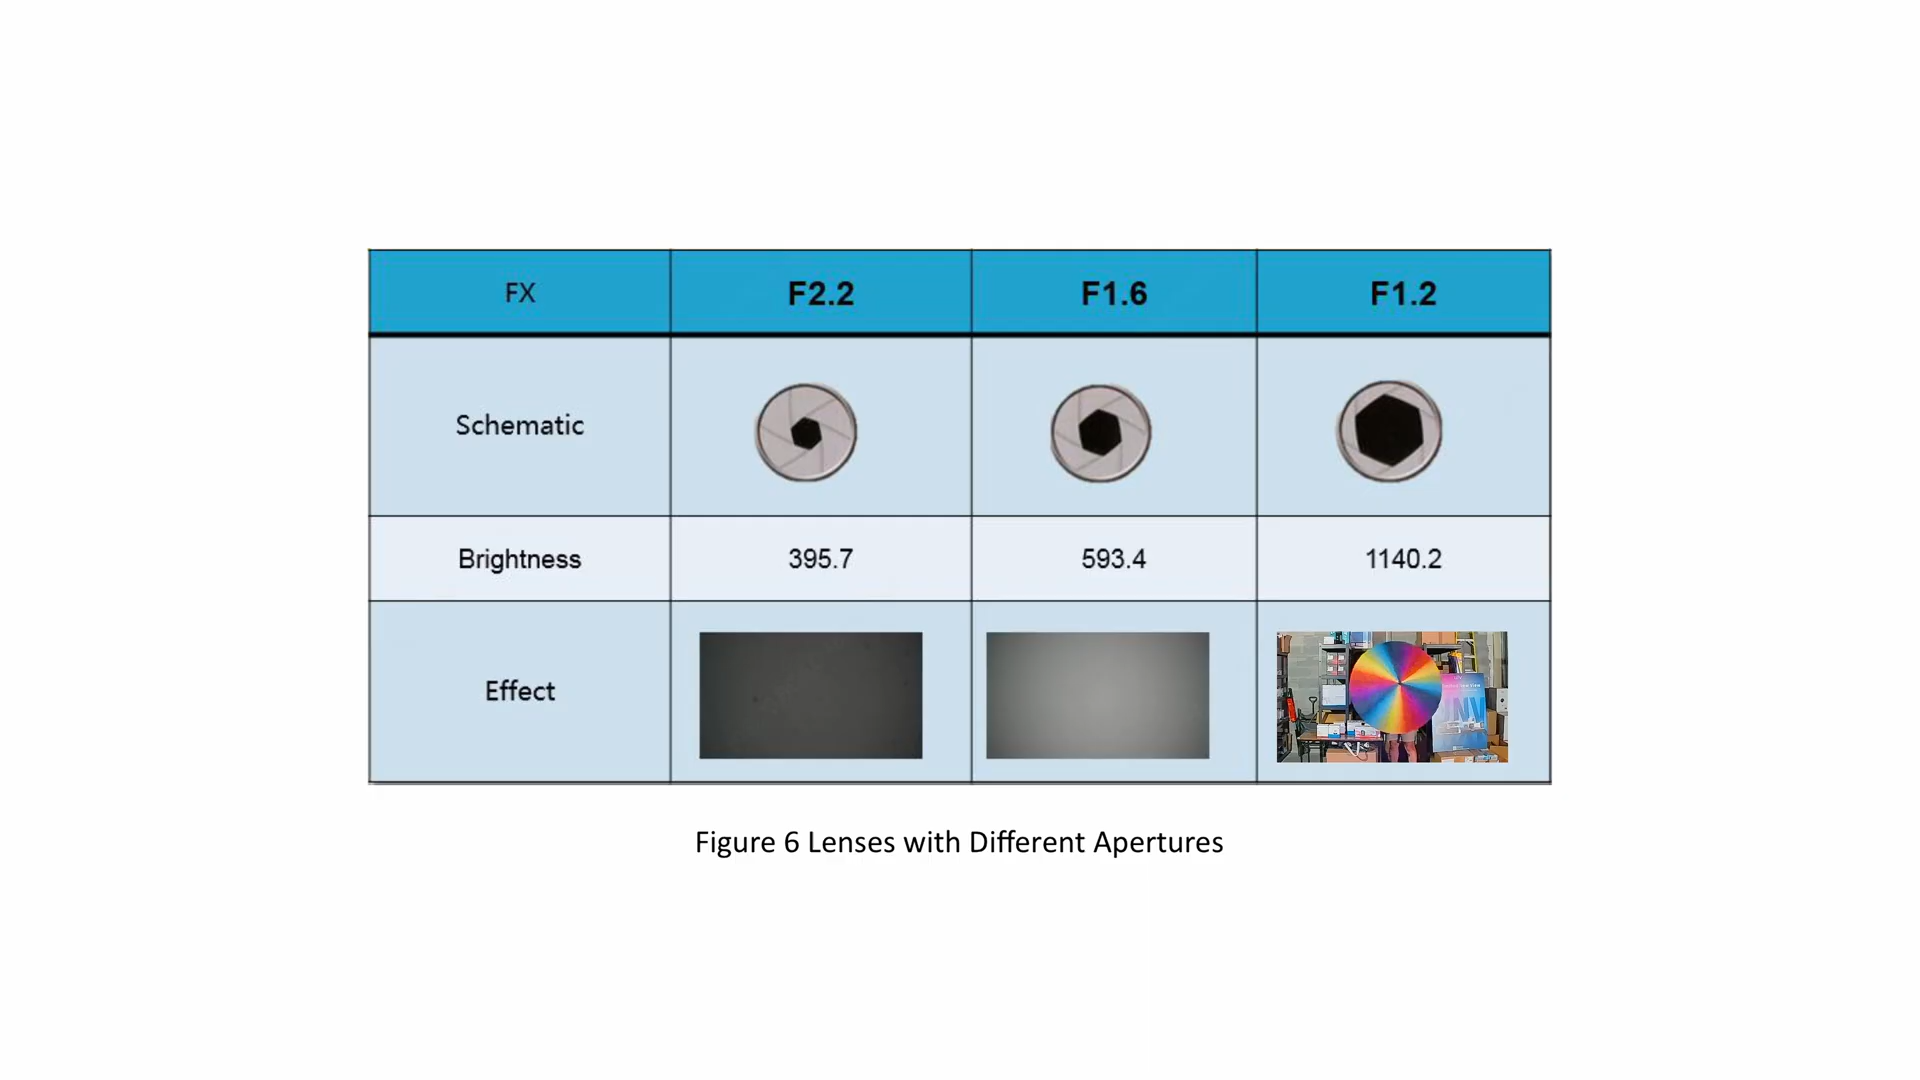 FX F2.2 F1.6 F1.2
Schematic
Brightness 395.7 593.4 1140.2
Effect
Figure 6 Lenses with Different Apertures